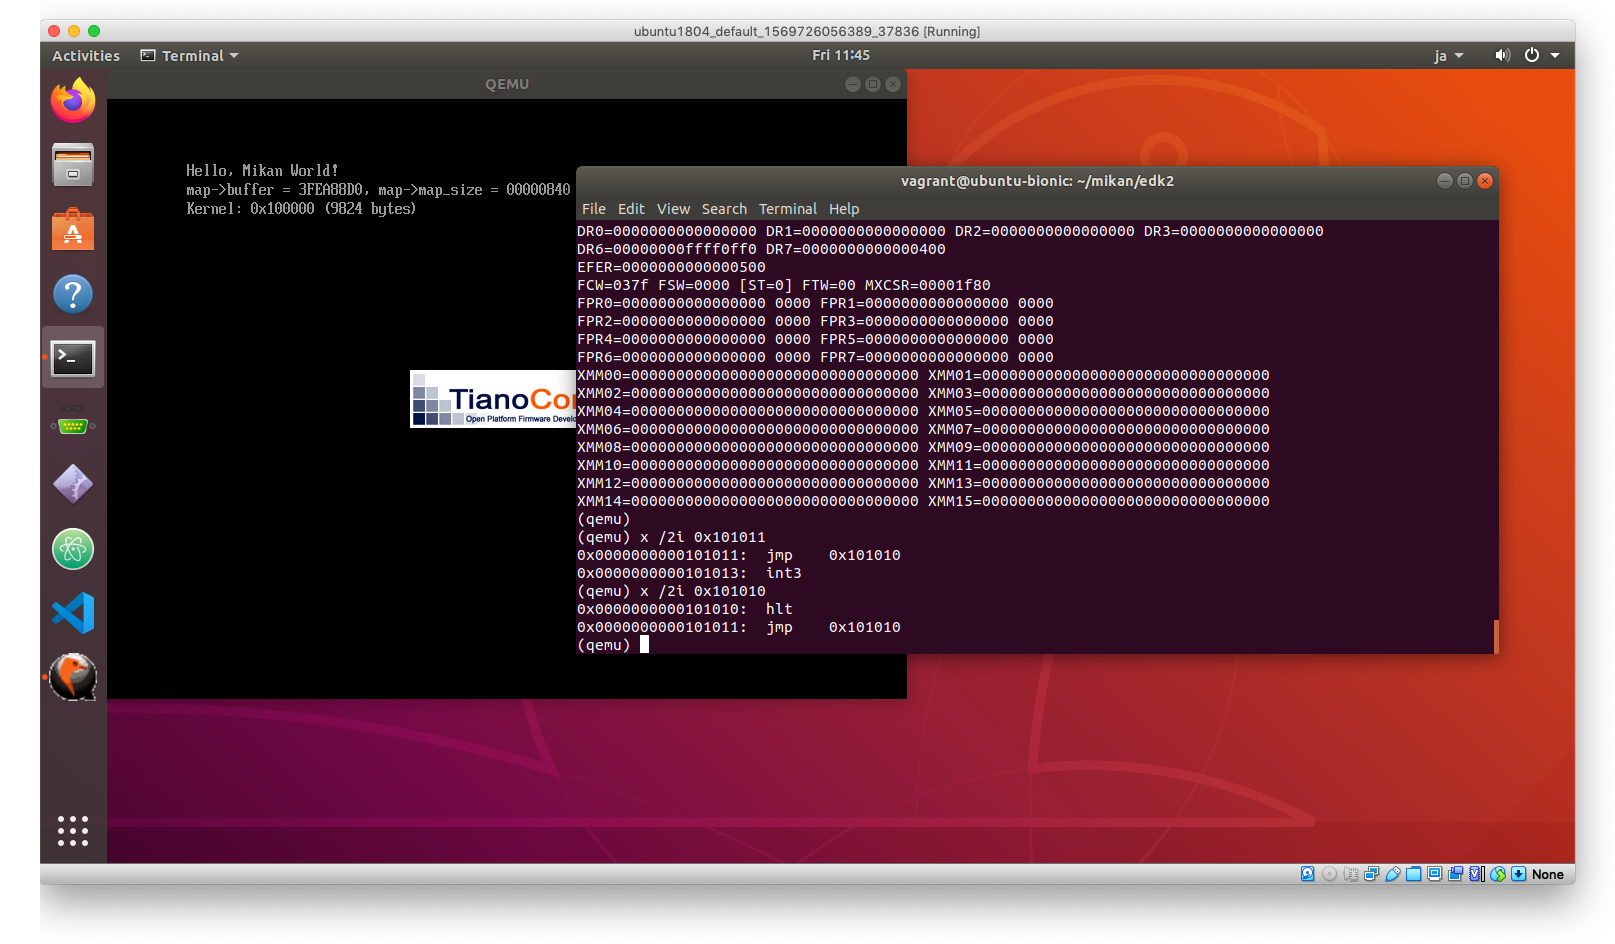 ubuntu1804_default_1569726056389_37836 [Running]
Activities Terminal Fri 11:45 ja
QEMU
Hello, Mikan World!
map->buffer = 3FEA88D0, map->map_size = 00000840
Kernel: 0x100000 (9824 bytes)
TianoCo
Open Platform Firmware Develo
vagrant@ubuntu-bionic: ~/mikan/edk2
File Edit View Search Terminal Help
DR0=0000000000000000 DR1=0000000000000000 DR2=0000000000000000 DR3=0000000000000000
DR6=00000000ffff0ff0 DR7=0000000000000400
EFER=0000000000000500
FCW=037f FSW=0000 [ST=0] FTW=00 MXCSR=00001f80
FPR0=0000000000000000 0000 FPR1=0000000000000000 0000
FPR2=0000000000000000 0000 FPR3=0000000000000000 0000
FPR4=0000000000000000 0000 FPR5=0000000000000000 0000
FPR6=0000000000000000 0000 FPR7=0000000000000000 0000
XMM00=00000000000000000000000000000000 XMM01=00000000000000000000000000000000
XMM02=00000000000000000000000000000000 XMM03=00000000000000000000000000000000
XMM04=00000000000000000000000000000000 XMM05=00000000000000000000000000000000
XMM06=00000000000000000000000000000000 XMM07=00000000000000000000000000000000
XMM08=00000000000000000000000000000000 XMM09=00000000000000000000000000000000
XMM10=00000000000000000000000000000000 XMM11=00000000000000000000000000000000
XMM12=00000000000000000000000000000000 XMM13=00000000000000000000000000000000
XMM14=00000000000000000000000000000000 XMM15=00000000000000000000000000000000
(qemu)
(qemu) x /2i 0x101011
0x0000000000101011: jmp 0x101010
0x0000000000101013: int3
(qemu) x /2i 0x101010
0x0000000000101010: hlt
0x0000000000101011: jmp 0x101010
(qemu)
None